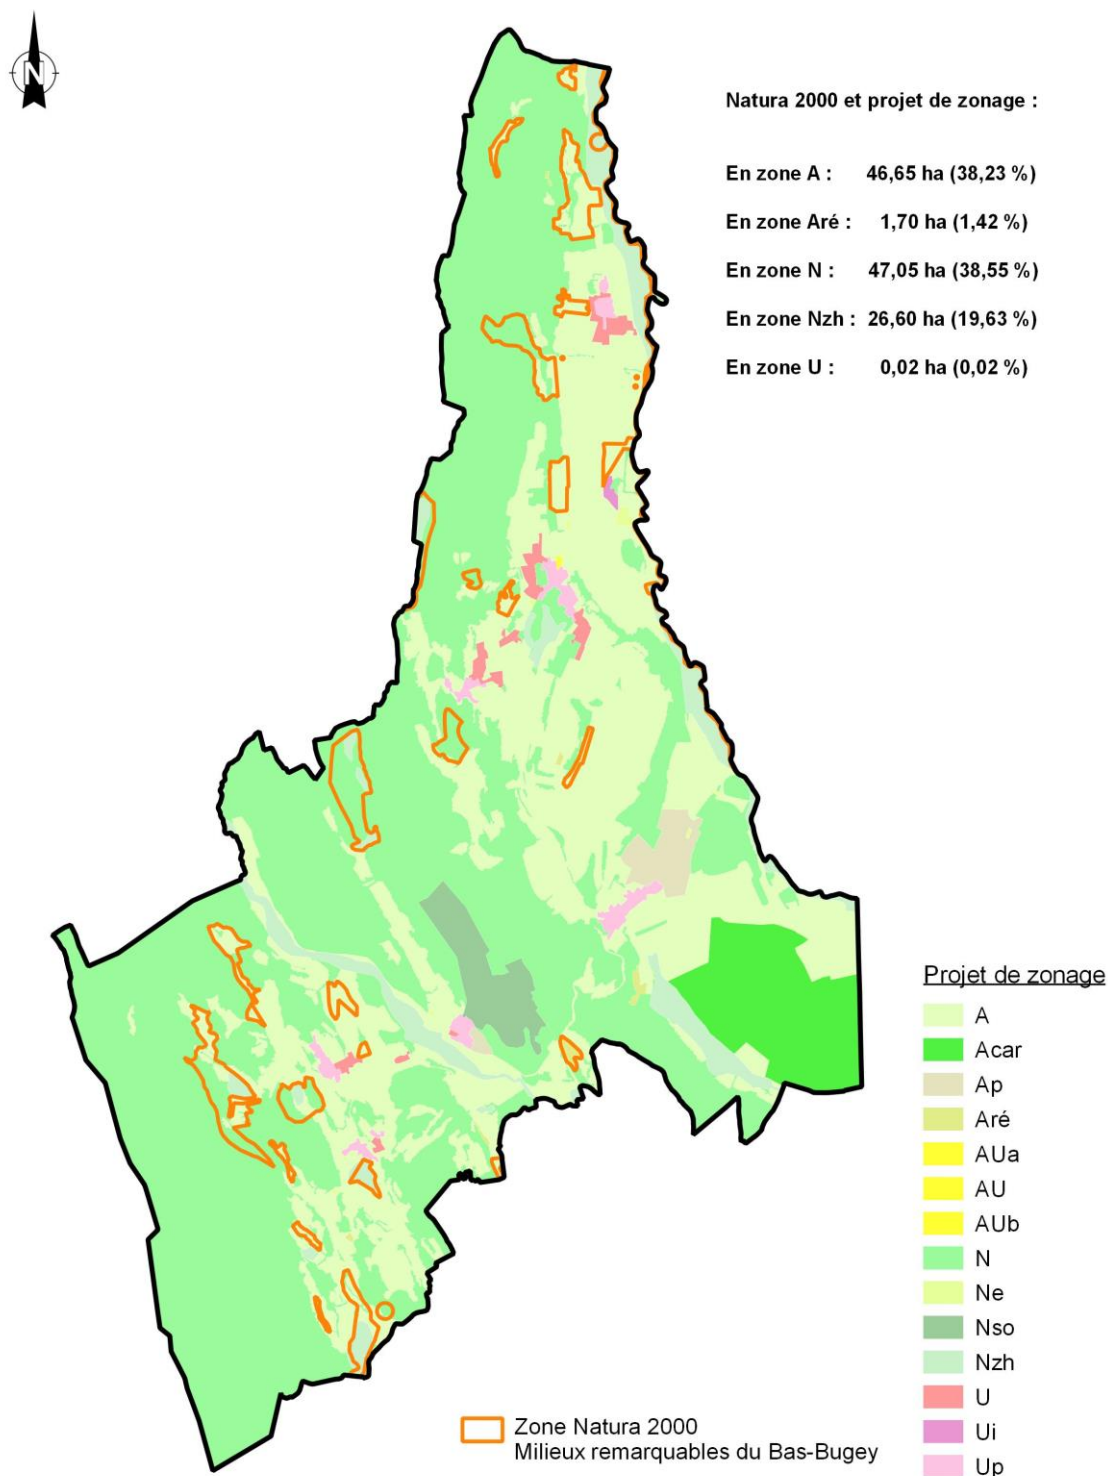 N
Natura 2000 et projet de zonage :
En zone A : 46,65 ha (38,23 %)
En zone Aré : 1,70 ha (1,42 %)
En zone N : 47,05 ha (38,55 %)
En zone Nzh : 26,60 ha (19,63 %)
En zone U : 0,02 ha (0,02 %)
Projet de zonage
A
Acar
Ap
Aré
AUa
AU
AUb
N
Ne
Nso
Nzh
U
Ui
Up
Zone Natura 2000
Milieux remarquables du Bas-Bugey